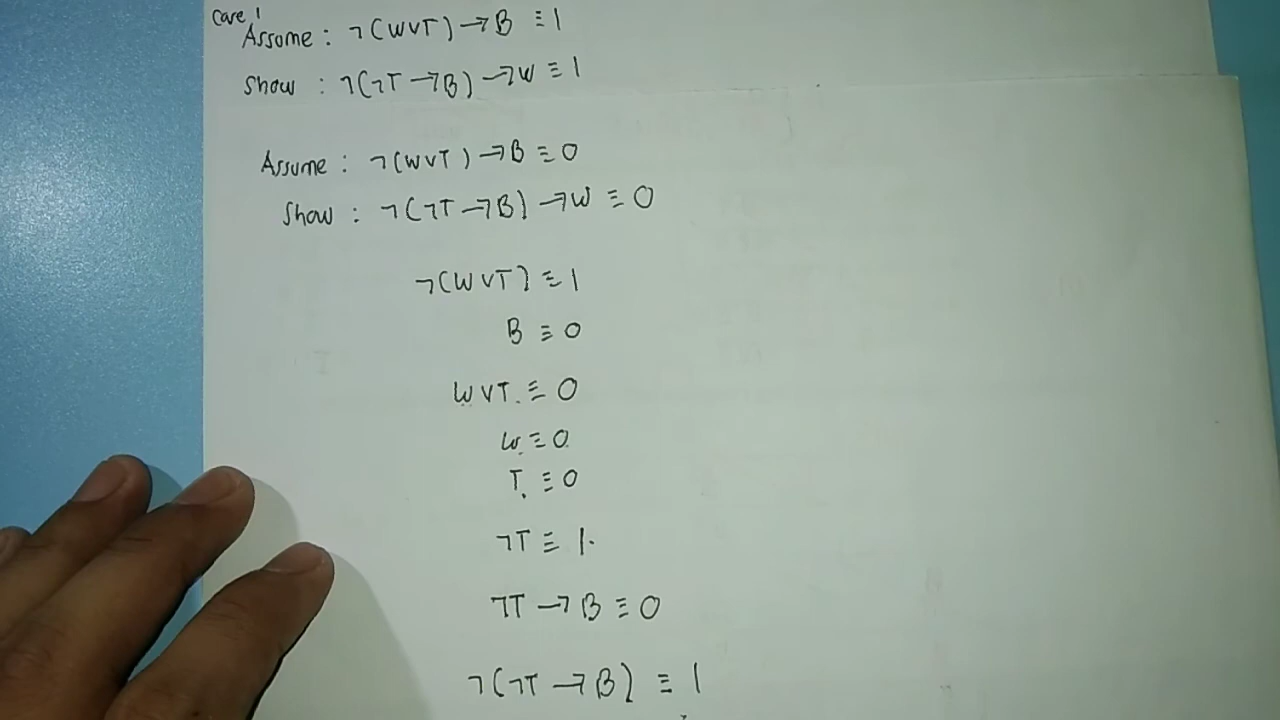 Case 1
Assume : ¬(W∨T) → B ≡ 1
Show : ¬(¬T → B) → W ≡ 1
Assume : ¬(W∨T) → B ≡ 0
Show : ¬(¬T → B) → W ≡ 0
¬(W∨T) ≡ 1
B ≡ 0
W∨T ≡ 0
W ≡ 0
T ≡ 0
¬T ≡ 1
¬T → B ≡ 0
¬(¬T → B) ≡ 1